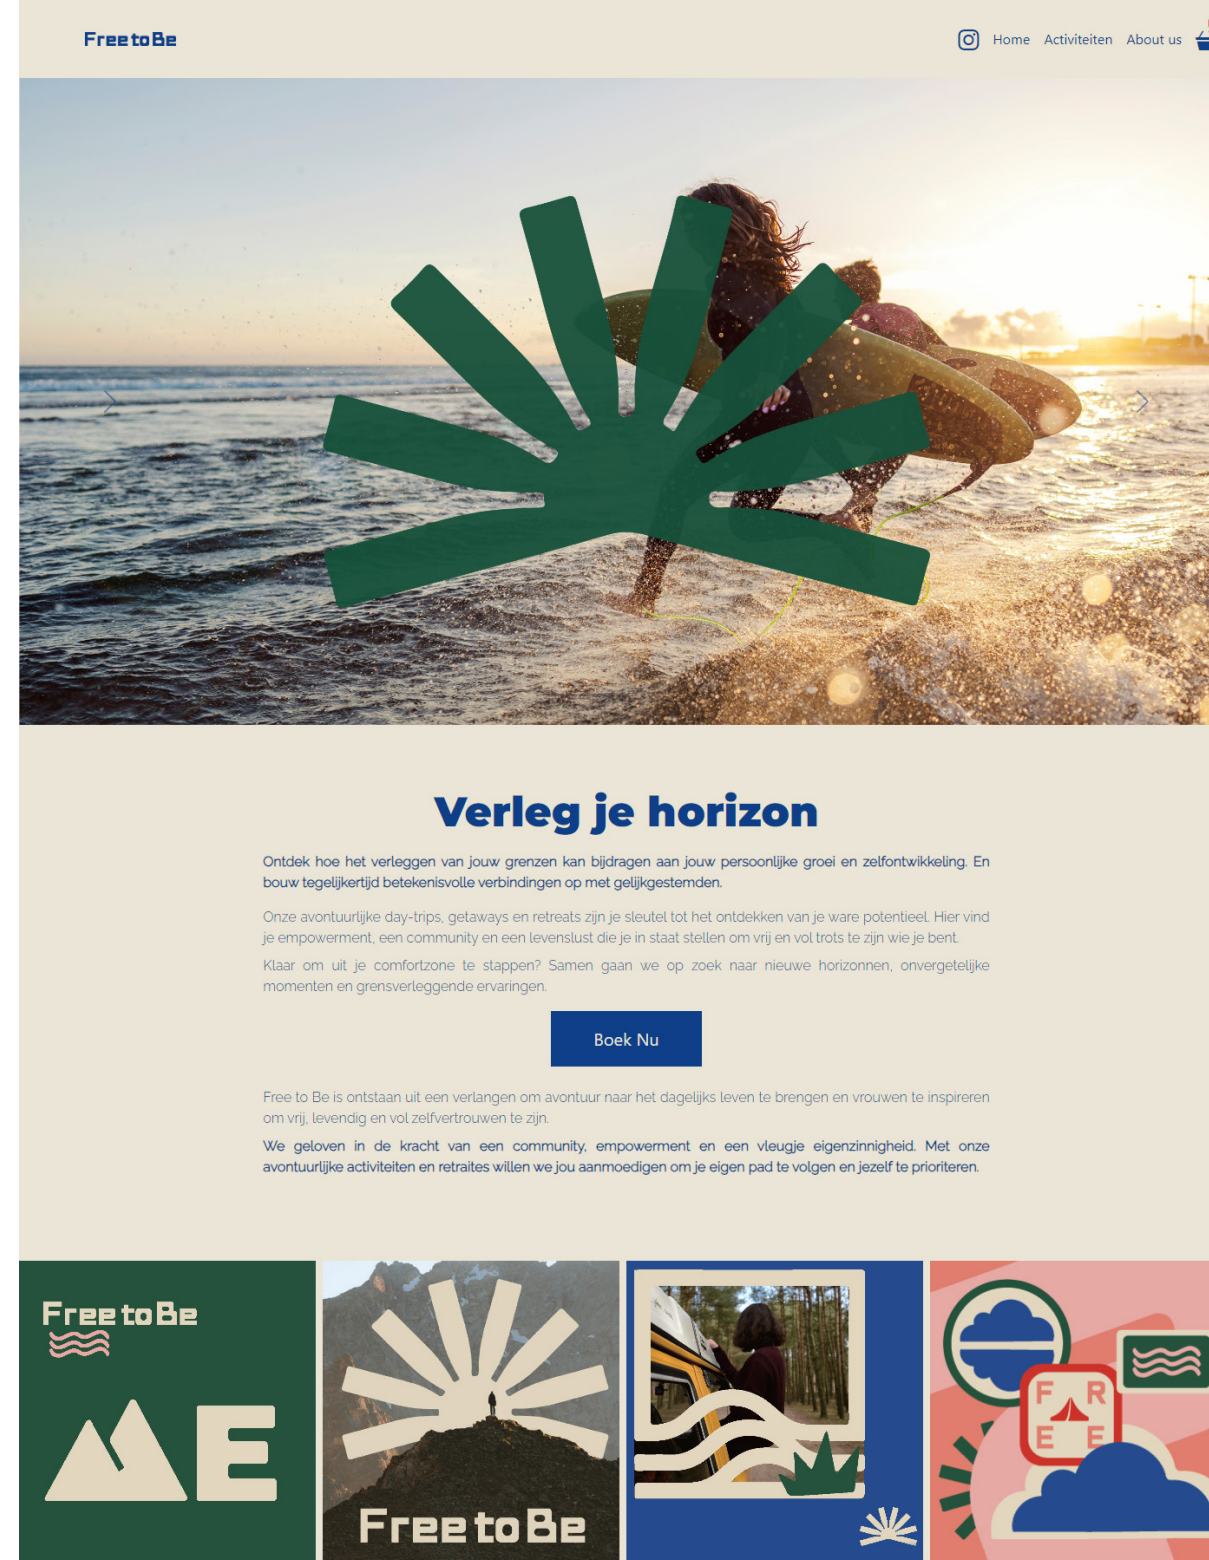 Free to Be
Home Activiteiten About us
Verleg je horizon
Ontdek hoe het verleggen van jouw grenzen kan bijdragen aan jouw persoonlijke groei en zelfontwikkeling. En
bouw tegelijkertijd betekenisvolle verbindingen op met gelijkgestemden.
Onze avontuurlijke day-trips, getaways en retreats zijn je sleutel tot het ontdekken van je ware potentieel. Hier vind
je empowerment, een community en een levenslust die je in staat stellen om vrij en vol trots te zijn wie je bent.
Klaar om uit je comfortzone te stappen? Samen gaan we op zoek naar nieuwe horizonnen, onvergetelijke
momenten en grensverleggende ervaringen.
Boek Nu
Free to Be is ontstaan uit een verlangen om avontuur naar het dagelijks leven te brengen en vrouwen te inspireren
om vrij, levendig en vol zelfvertrouwen te zijn.
We geloven in de kracht van een community, empowerment en een vleugje eigenzinnigheid. Met onze
avontuurlijke activiteiten en retraites willen we jou aanmoedigen om je eigen pad te volgen en jezelf te prioriteren.
Free to Be
ME
Free to Be
FR
EE